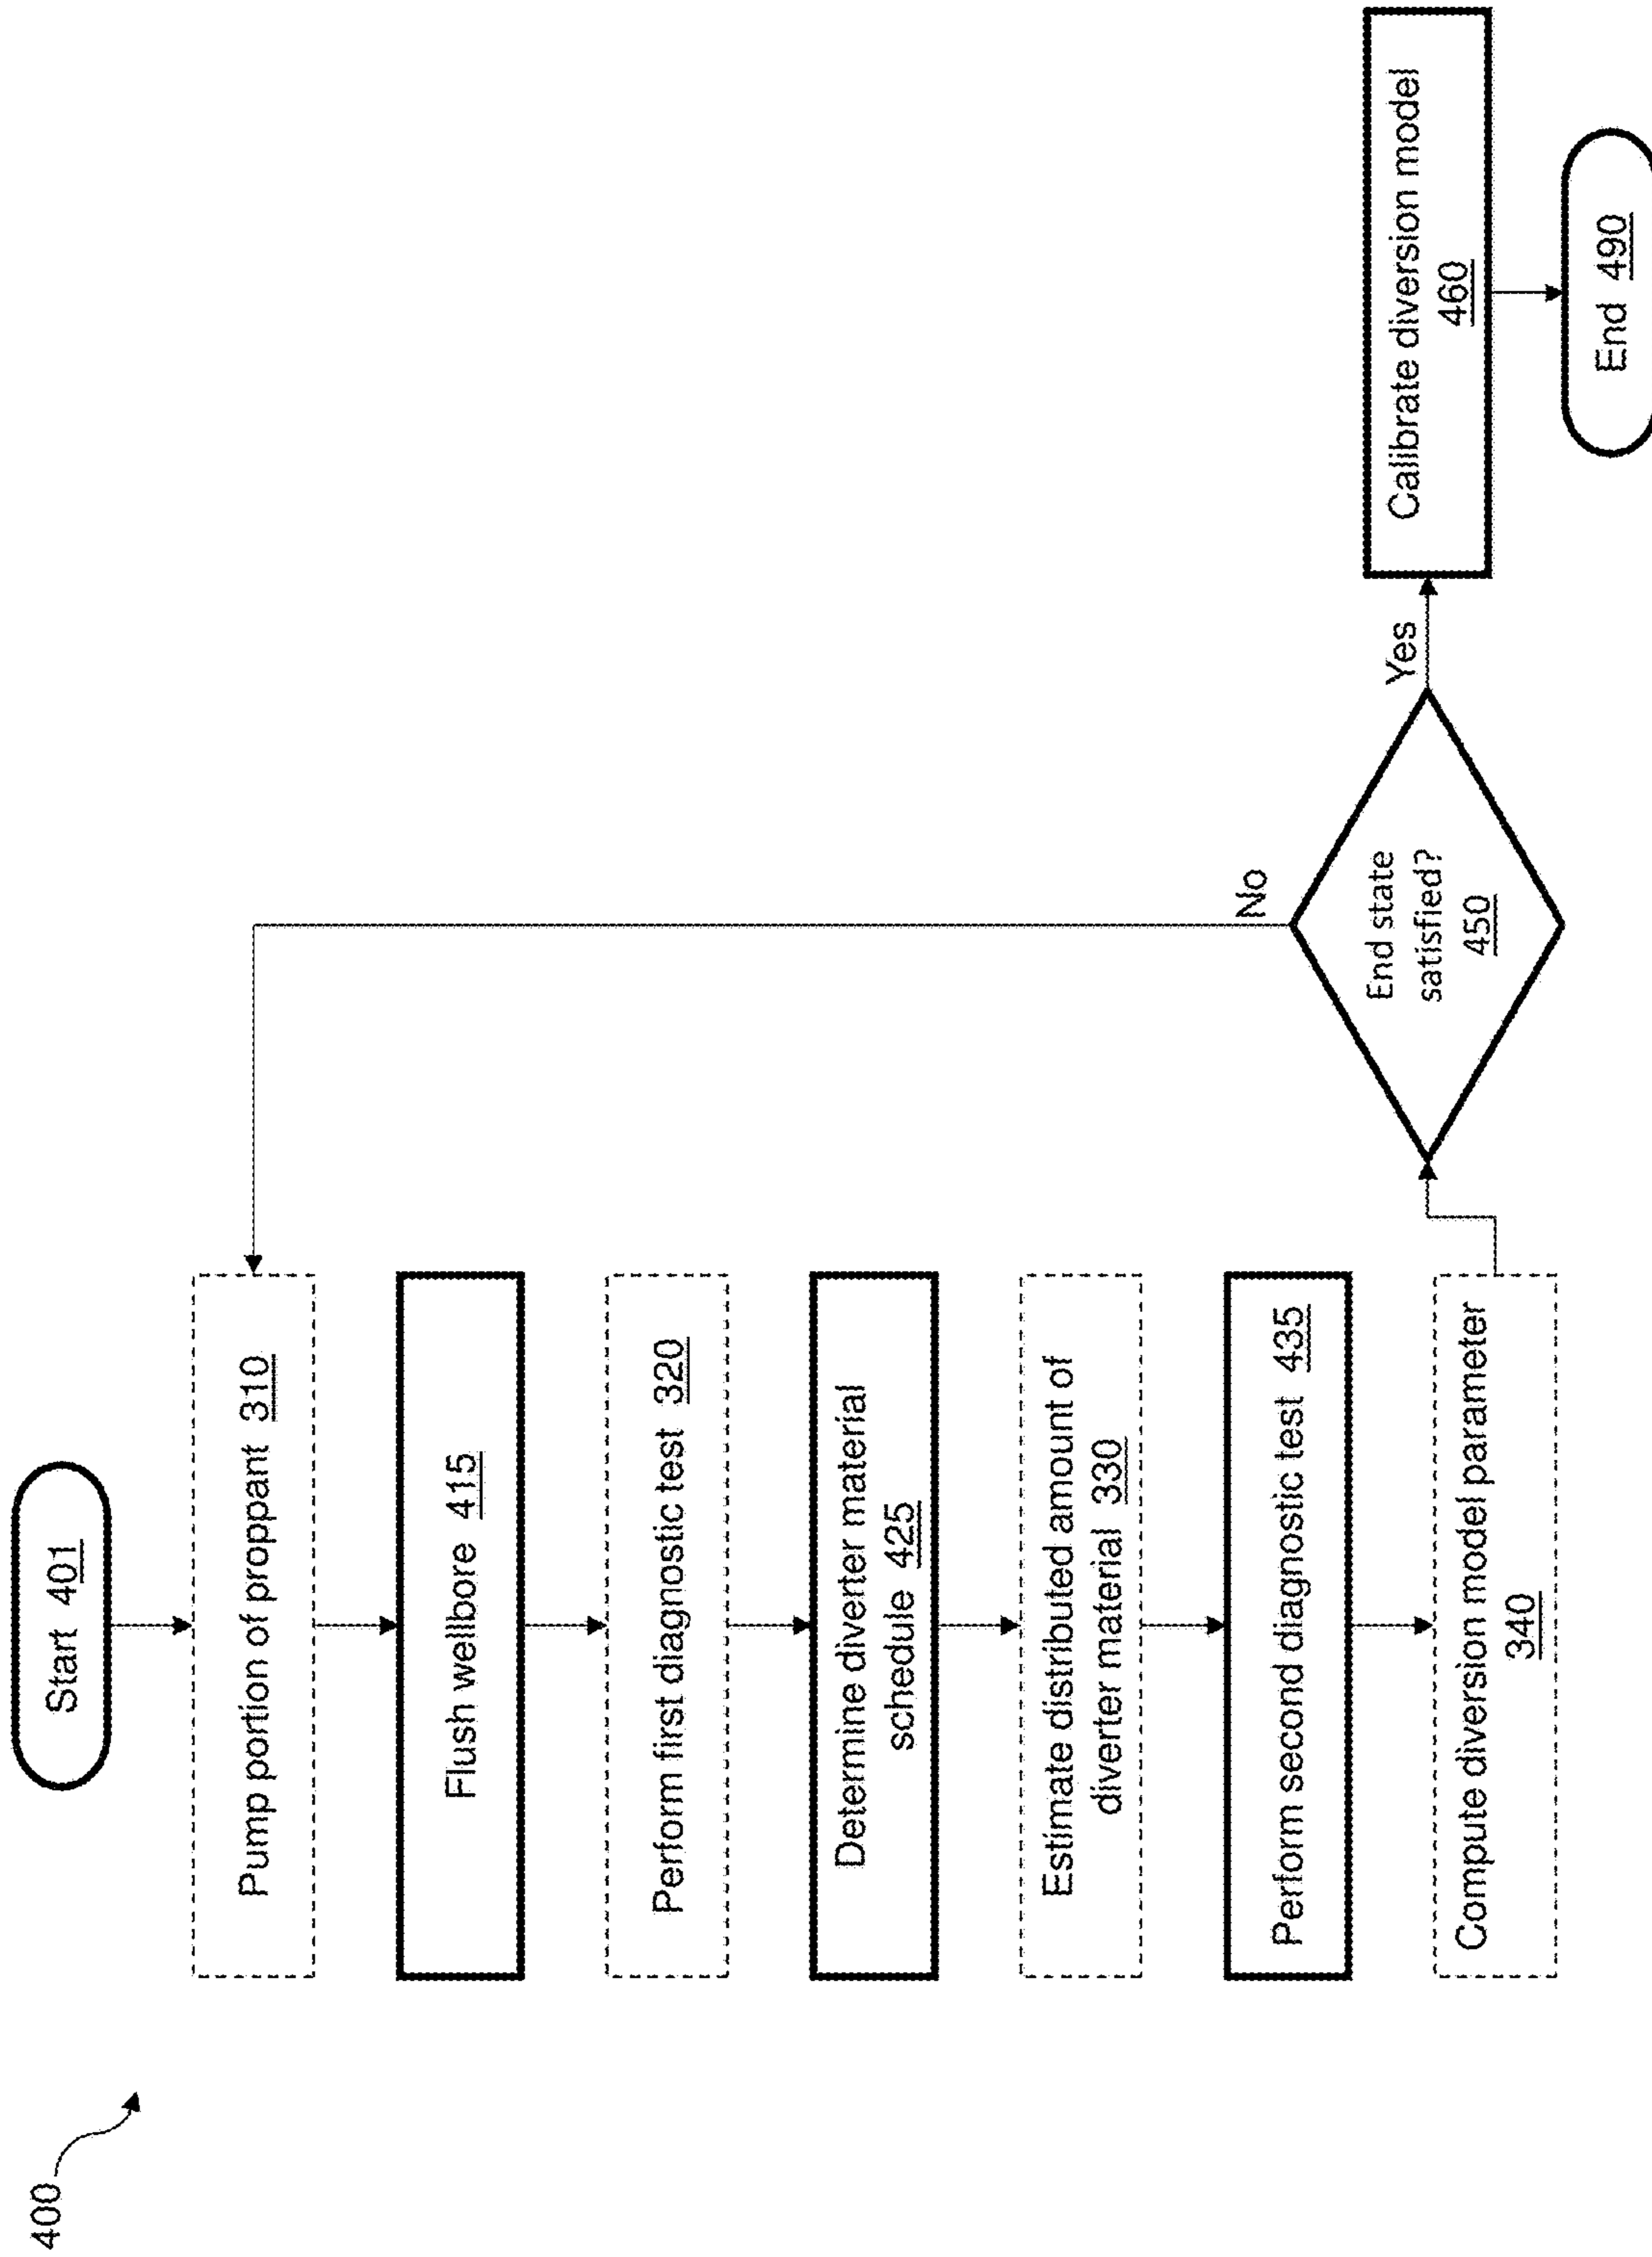 400
Start 401
Pump portion of proppant 310
Flush wellbore 415
Perform first diagnostic test 320
Determine diverter material
schedule 425
Estimate distributed amount of
diverter material 330
Perform second diagnostic test 435
Compute diversion model parameter
340
No
End state
satisfied?
450
Yes
Calibrate diversion model
460
End 490